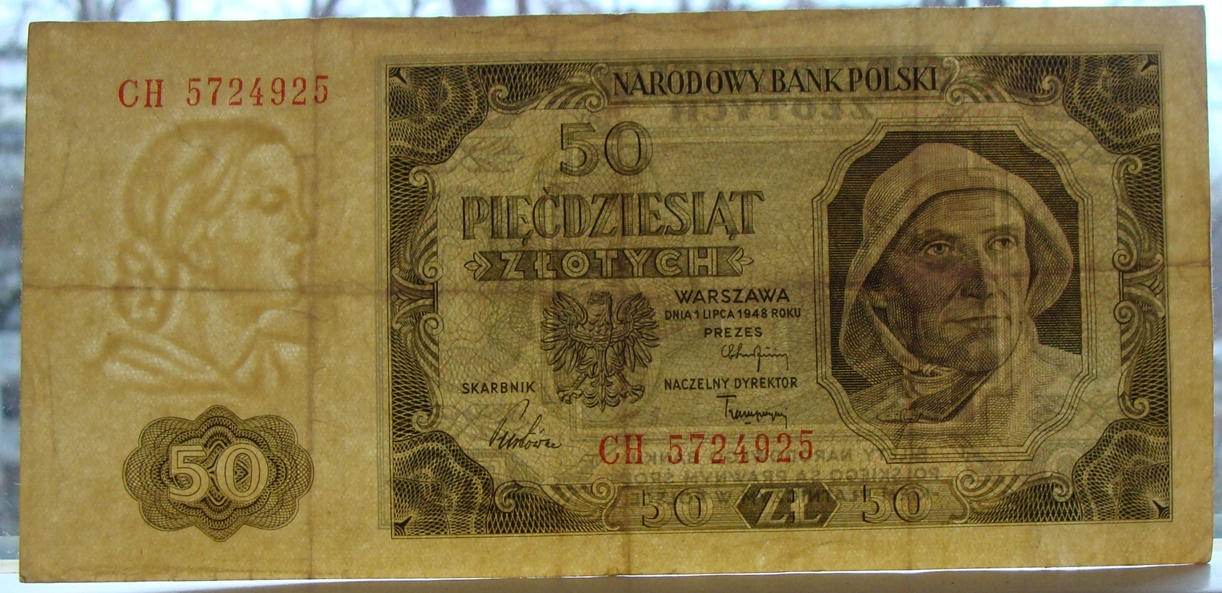 CH 5724925
NARODOWY BANK POLSKI
ZŁOTYCH
50
PIĘĆDZIESIĄT
ZŁOTYCH
WARSZAWA
DNIA 1 LIPCA 1948 ROKU
PREZES
SKARBNIK
NACZELNY DYREKTOR
CH 5724925
50
50 ZŁ 50